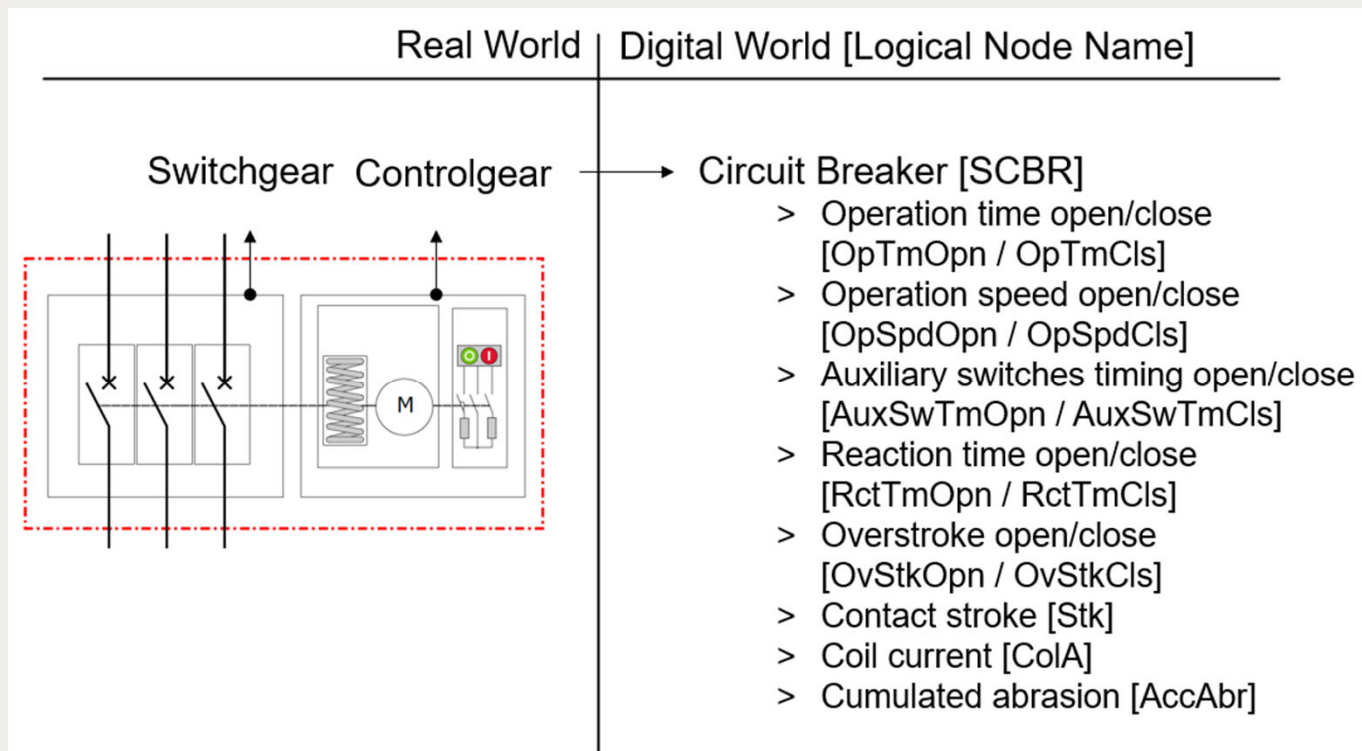 Real World
Digital World [Logical Node Name]
Switchgear
Controlgear
M
Circuit Breaker [SCBR]
> Operation time open/close
[OpTmOpn / OpTmCls]
> Operation speed open/close
[OpSpdOpn / OpSpdCls]
> Auxiliary switches timing open/close
[AuxSwTmOpn / AuxSwTmCls]
> Reaction time open/close
[RctTmOpn / RctTmCls]
> Overstroke open/close
[OvStkOpn / OvStkCls]
> Contact stroke [Stk]
> Coil current [ColA]
> Cumulated abrasion [AccAbr]